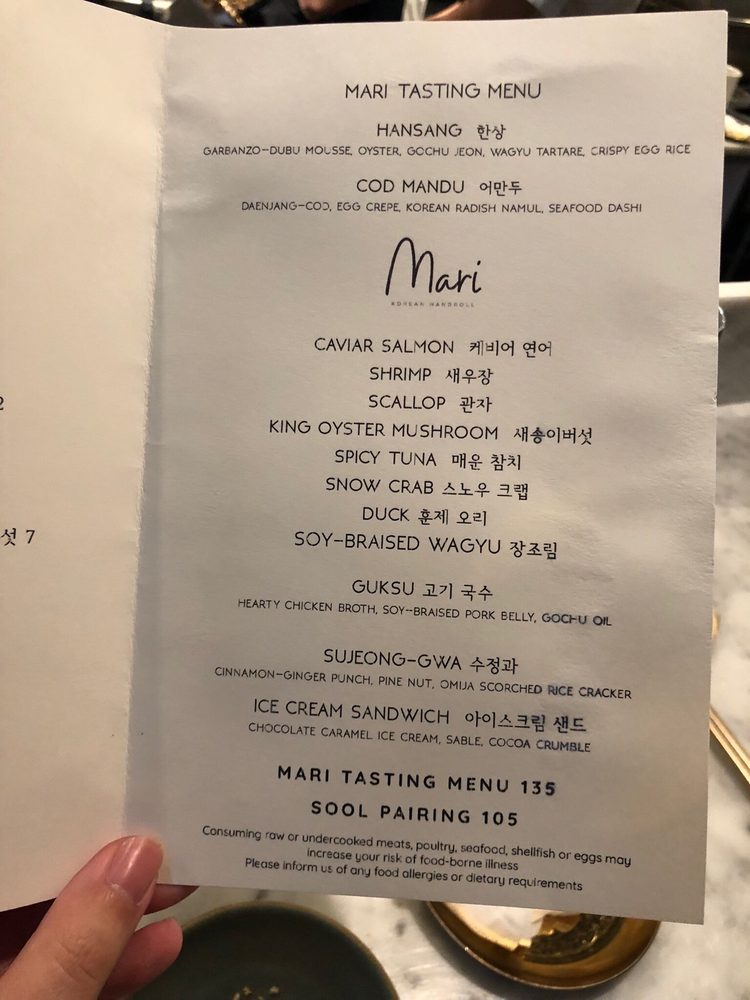 MARI TASTING MENU
HANSANG 한상
GARBANZO-DUBU MOUSSE, OYSTER, GOCHU JEON, WAGYU TARTARE, CRISPY EGG RICE
COD MANDU 어만두
DAENJANG-COD, EGG CREPE, KOREAN RADISH NAMUL, SEAFOOD DASHI
Mari
KOREAN HANDROLL
CAVIAR SALMON 케비어 연어
SHRIMP 새우장
SCALLOP 관자
KING OYSTER MUSHROOM 새송이버섯
SPICY TUNA 매운 참치
SNOW CRAB 스노우 크랩
DUCK 훈제 오리
SOY-BRAISED WAGYU 장조림
GUKSU 고기 국수
HEARTY CHICKEN BROTH, SOY-BRAISED PORK BELLY, GOCHU OIL
SUJEONG-GWA 수정과
CINNAMON-GINGER PUNCH, PINE NUT, OMIJA SCORCHED RICE CRACKER
ICE CREAM SANDWICH 아이스크림 샌드
CHOCOLATE CARAMEL ICE CREAM, SABLE, COCOA CRUMBLE
MARI TASTING MENU 135
SOOL PAIRING 105
Consuming raw or undercooked meats, poultry, seafood, shellfish or eggs may
increase your risk of food-borne illness
Please inform us of any food allergies or dietary requirements
2
섯 7